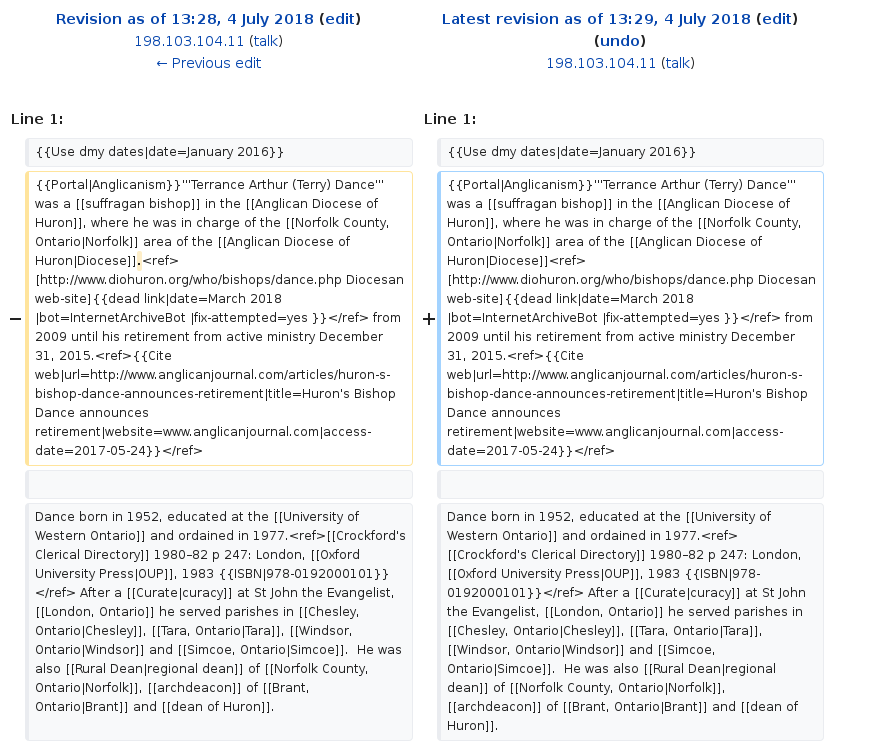 Revision as of 13:28, 4 July 2018 (edit)
198.103.104.11 (talk)
← Previous edit
Latest revision as of 13:29, 4 July 2018 (edit)
(undo)
198.103.104.11 (talk)
Line 1:
Line 1:
{{Use dmy dates|date=January 2016}}
{{Use dmy dates|date=January 2016}}
−
{{Portal|Anglicanism}}'''Terrance Arthur (Terry) Dance'''
was a [[suffragan bishop]] in the [[Anglican Diocese of
Huron]], where he was in charge of the [[Norfolk County,
Ontario|Norfolk]] area of the [[Anglican Diocese of
Huron|Diocese]].<ref>
[http://www.diohuron.org/who/bishops/dance.php Diocesan
web-site]{{dead link|date=March 2018
|bot=InternetArchiveBot |fix-attempted=yes }}</ref> from
2009 until his retirement from active ministry December
31, 2015.<ref>{{Cite
web|url=http://www.anglicanjournal.com/articles/huron-s-
bishop-dance-announces-retirement|title=Huron's Bishop
Dance announces
retirement|website=www.anglicanjournal.com|access-
date=2017-05-24}}</ref>
+
{{Portal|Anglicanism}}'''Terrance Arthur (Terry) Dance'''
was a [[suffragan bishop]] in the [[Anglican Diocese of
Huron]], where he was in charge of the [[Norfolk County,
Ontario|Norfolk]] area of the [[Anglican Diocese of
Huron|Diocese]]<ref>
[http://www.diohuron.org/who/bishops/dance.php Diocesan
web-site]{{dead link|date=March 2018
|bot=InternetArchiveBot |fix-attempted=yes }}</ref> from
2009 until his retirement from active ministry December
31, 2015.<ref>{{Cite
web|url=http://www.anglicanjournal.com/articles/huron-s-
bishop-dance-announces-retirement|title=Huron's Bishop
Dance announces
retirement|website=www.anglicanjournal.com|access-
date=2017-05-24}}</ref>
Dance born in 1952, educated at the [[University of
Western Ontario]] and ordained in 1977.<ref>[[Crockford's
Clerical Directory]] 1980–82 p 247: London, [[Oxford
University Press|OUP]], 1983 {{ISBN|978-0192000101}}
</ref> After a [[Curate|curacy]] at St John the Evangelist,
[[London, Ontario]] he served parishes in [[Chesley,
Ontario|Chesley]], [[Tara, Ontario|Tara]], [[Windsor,
Ontario|Windsor]] and [[Simcoe, Ontario|Simcoe]].  He was
also [[Rural Dean|regional dean]] of [[Norfolk County,
Ontario|Norfolk]], [[archdeacon]] of [[Brant,
Ontario|Brant]] and [[dean of Huron]].
Dance born in 1952, educated at the [[University of
Western Ontario]] and ordained in 1977.<ref>
[[Crockford's Clerical Directory]] 1980–82 p 247: London,
[[Oxford University Press|OUP]], 1983 {{ISBN|978-
0192000101}}</ref> After a [[Curate|curacy]] at St John
the Evangelist, [[London, Ontario]] he served parishes in
[[Chesley, Ontario|Chesley]], [[Tara, Ontario|Tara]],
[[Windsor, Ontario|Windsor]] and [[Simcoe,
Ontario|Simcoe]].  He was also [[Rural Dean|regional
dean]] of [[Norfolk County, Ontario|Norfolk]],
[[archdeacon]] of [[Brant, Ontario|Brant]] and [[dean of
Huron]].